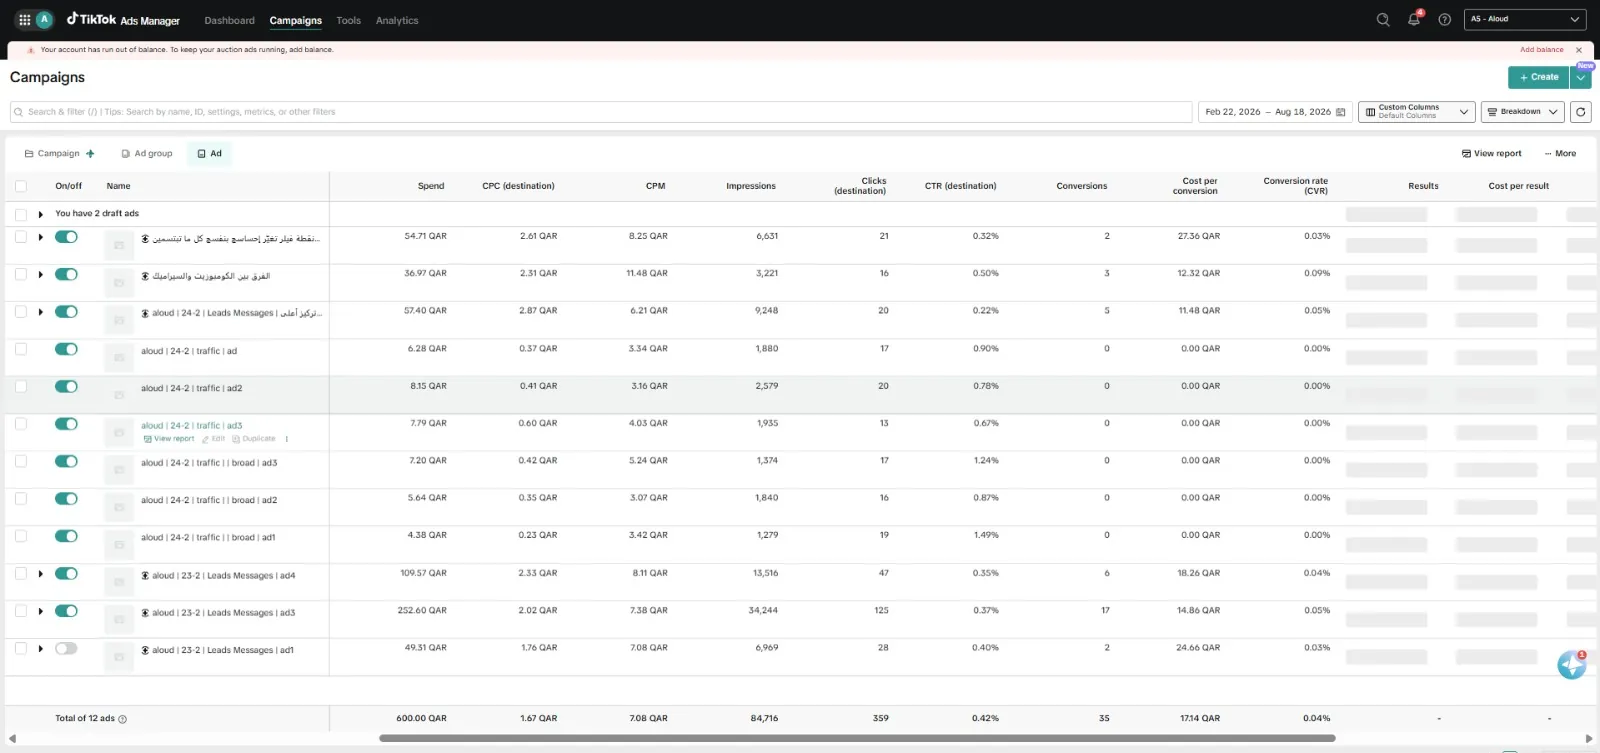 A TikTok Ads Manager Dashboard Campaigns Tools Analytics 4 AS - Aloud
Your account has run out of balance. To keep your auction ads running, add balance. Add balance
Campaigns + Create New
Search & filter (/) | Tips: Search by name, ID, settings, metrics, or other filters Feb 22, 2026 – Aug 18, 2026 Custom Columns Default Columns Breakdown
Campaign Ad group Ad View report ··· More
On/off Name Spend CPC (destination) CPM Impressions Clicks (destination) CTR (destination) Conversions Cost per conversion Conversion rate (CVR) Results Cost per result
You have 2 draft ads
نقطة فيلر تغيّر إحساسچ بنفسچ كل ما تبتسمين... 54.71 QAR 2.61 QAR 8.25 QAR 6,631 21 0.32% 2 27.36 QAR 0.03%
الفرق بين الكومبوزيت والسيراميك 36.97 QAR 2.31 QAR 11.48 QAR 3,221 16 0.50% 3 12.32 QAR 0.09%
aloud | 24-2 | Leads Messages | تركيز أعلى... 57.40 QAR 2.87 QAR 6.21 QAR 9,248 20 0.22% 5 11.48 QAR 0.05%
aloud | 24-2 | traffic | ad 6.28 QAR 0.37 QAR 3.34 QAR 1,880 17 0.90% 0 0.00 QAR 0.00%
aloud | 24-2 | traffic | ad2 8.15 QAR 0.41 QAR 3.16 QAR 2,579 20 0.78% 0 0.00 QAR 0.00%
aloud | 24-2 | traffic | ad3 7.79 QAR 0.60 QAR 4.03 QAR 1,935 13 0.67% 0 0.00 QAR 0.00%
View report Edit Duplicate
aloud | 24-2 | traffic | | broad | ad3 7.20 QAR 0.42 QAR 5.24 QAR 1,374 17 1.24% 0 0.00 QAR 0.00%
aloud | 24-2 | traffic | | broad | ad2 5.64 QAR 0.35 QAR 3.07 QAR 1,840 16 0.87% 0 0.00 QAR 0.00%
aloud | 24-2 | traffic | | broad | ad1 4.38 QAR 0.23 QAR 3.42 QAR 1,279 19 1.49% 0 0.00 QAR 0.00%
aloud | 23-2 | Leads Messages | ad4 109.57 QAR 2.33 QAR 8.11 QAR 13,516 47 0.35% 6 18.26 QAR 0.04%
aloud | 23-2 | Leads Messages | ad3 252.60 QAR 2.02 QAR 7.38 QAR 34,244 125 0.37% 17 14.86 QAR 0.05%
aloud | 23-2 | Leads Messages | ad1 49.31 QAR 1.76 QAR 7.08 QAR 6,969 28 0.40% 2 24.66 QAR 0.03%
1
Total of 12 ads 600.00 QAR 1.67 QAR 7.08 QAR 84,716 359 0.42% 35 17.14 QAR 0.04% - -